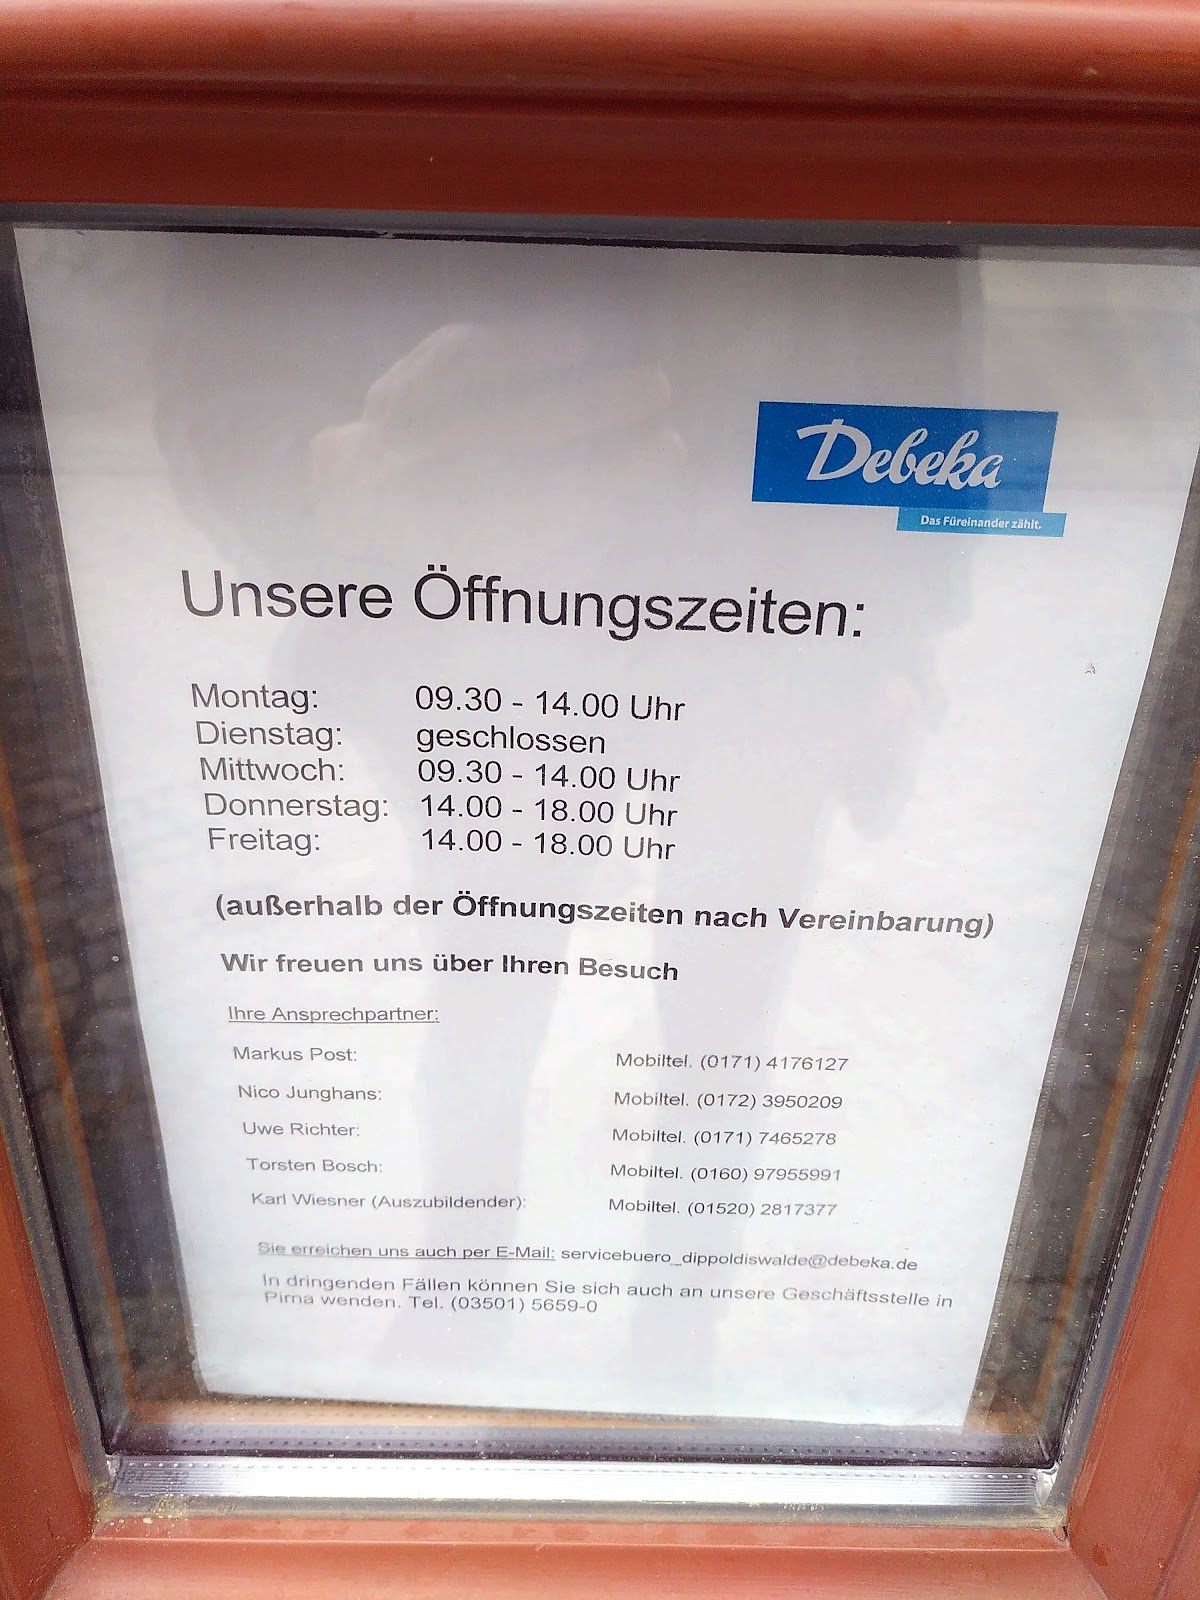 Debeka
Das Füreinander zählt.
Unsere Öffnungszeiten:
Montag: 09.30 - 14.00 Uhr
Dienstag: geschlossen
Mittwoch: 09.30 - 14.00 Uhr
Donnerstag: 14.00 - 18.00 Uhr
Freitag: 14.00 - 18.00 Uhr
(außerhalb der Öffnungszeiten nach Vereinbarung)
Wir freuen uns über Ihren Besuch
Ihre Ansprechpartner:
Markus Post: Mobiltel. (0171) 4176127
Nico Junghans: Mobiltel. (0172) 3950209
Uwe Richter: Mobiltel. (0171) 7465278
Torsten Bosch: Mobiltel. (0160) 97955991
Karl Wiesner (Auszubildender): Mobiltel. (01520) 2817377
Sie erreichen uns auch per E-Mail: servicebuero_dippoldiswalde@debeka.de
In dringenden Fällen können Sie sich auch an unsere Geschäftsstelle in
Pirna wenden. Tel. (03501) 5659-0